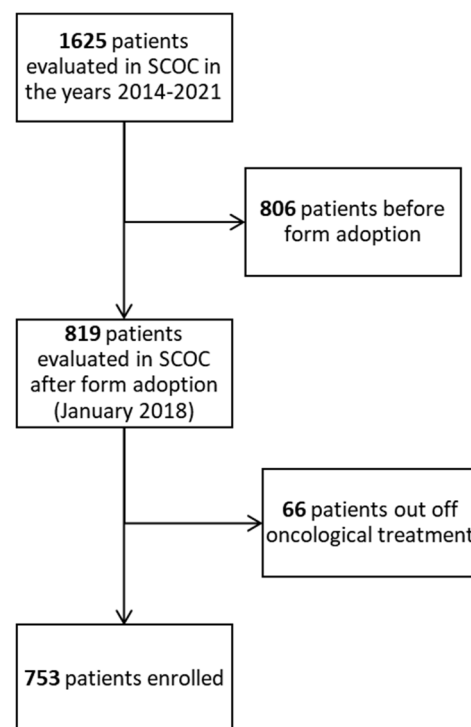 1625 patients
evaluated in SCOC in
the years 2014-2021
806 patients before
form adoption
819 patients
evaluated in SCOC
after form adoption
(January 2018)
66 patients out off
oncological treatment
753 patients enrolled